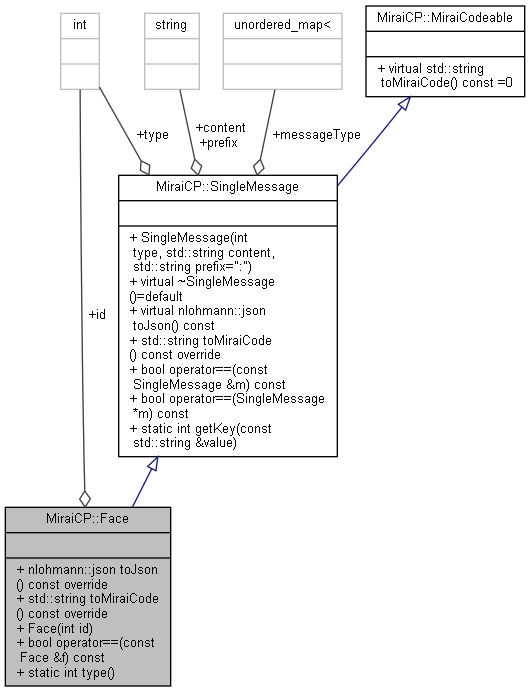 int
string
unordered_map<
MiraiCP::MiraiCodeable
+ virtual std::string
toMiraiCode() const =0
+type
+content
+prefix
+messageType
MiraiCP::SingleMessage
+ SingleMessage(int
type, std::string content,
std::string prefix=":")
+ virtual ~SingleMessage
()=default
+ virtual nlohmann::json
toJson() const
+ std::string toMiraiCode
() const override
+ bool operator==(const
SingleMessage &m) const
+ bool operator==(SingleMessage
*m) const
+ static int getKey(const
std::string &value)
+id
MiraiCP::Face
+ nlohmann::json toJson
() const override
+ std::string toMiraiCode
() const override
+ Face(int id)
+ bool operator==(const
Face &f) const
+ static int type()